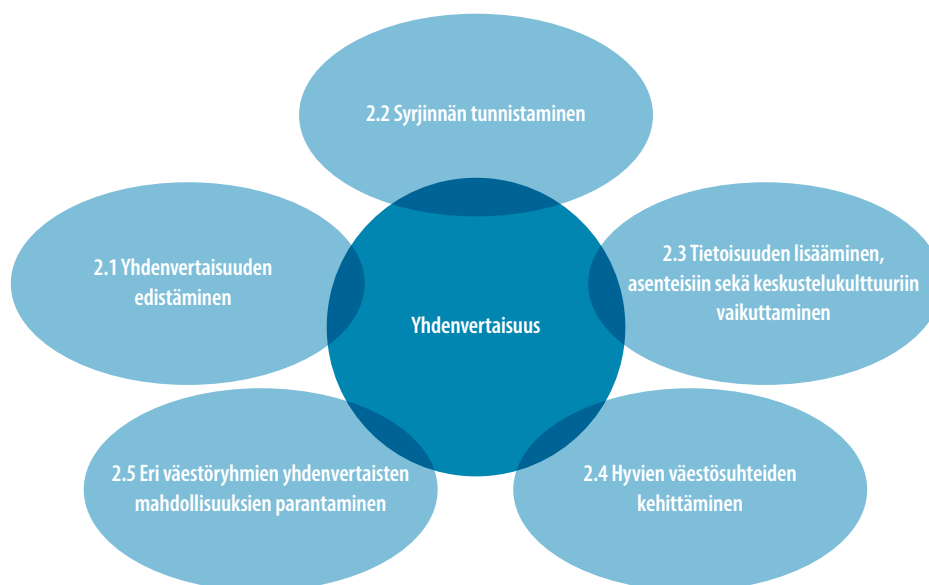 2.2 Syrjinnän tunnistaminen
2.1 Yhdenvertaisuuden
edistäminen
2.3 Tietoisuuden lisääminen,
asenteisiin sekä keskustelukulttuuriin
vaikuttaminen
Yhdenvertaisuus
2.5 Eri väestöryhmien yhdenvertaisten
mahdollisuuksien parantaminen
2.4 Hyvien väestösuhteiden
kehittäminen